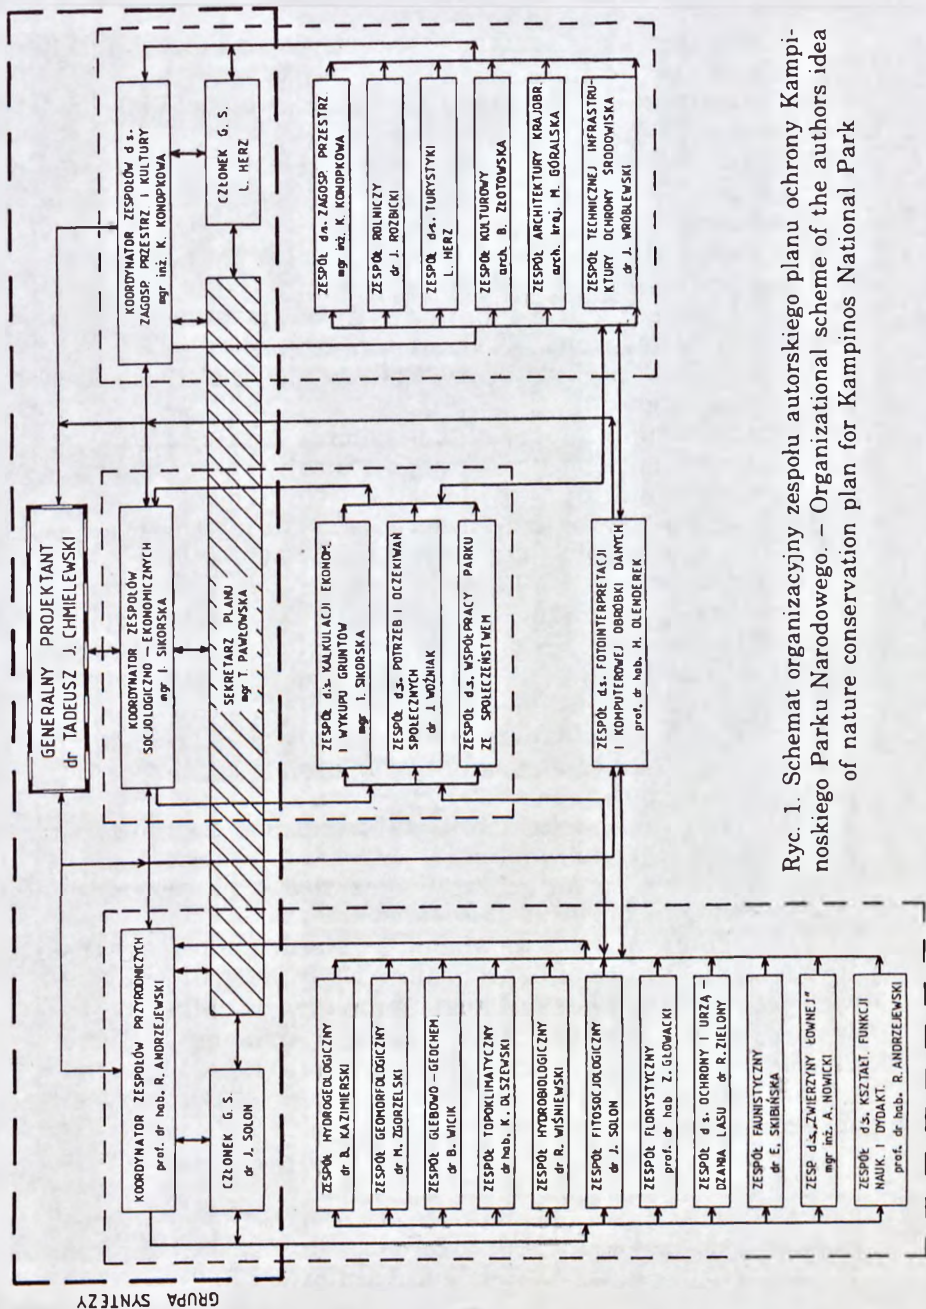 GRUPA SYNTEZY
GENERALNY PROJEKTANT
dr TADEUSZ J. CHMIELEWSKI
KOORDYNATOR ZESPOŁÓW PRZYRODNICZYCH
prof. dr hab. R. ANDRZEJEWSKI
KOORDYNATOR ZESPOŁÓW
SOCJOLOGICZNO – EKONOMICZNYCH
mgr I. SIKORSKA
KOORDYNATOR ZESPOŁÓW d s.
ZAGOSP. PRZESTRZ I KULTURY
mgr inż. K. KONOPKOWA
CZŁONEK G. S.
dr J. SOLON
SEKRETARZ PLANU
mgr T. PAWŁOWSKA
CZŁONEK G. S.
L. HERZ
ZESPÓŁ HYDROGEOLOGICZNY
dr B. KAZIMIERSKI
ZESPÓŁ GEOMORFOLOGICZNY
dr M. ZGORZELSKI
ZESPÓŁ GLEBOWO – GEOCHEM.
dr B. WICIK
ZESPÓŁ TOPOKLIMATYCZNY
dr hab. K. OLSZEWSKI
ZESPÓŁ HYDROBIOLOGICZNY
dr R. WIŚNIEWSKI
ZESPÓŁ FITOSOCJOLOGICZNY
dr J. SOLON
ZESPÓŁ FLORYSTYCZNY
prof. dr hab Z. GŁOWACKI
ZESPÓŁ d s. OCHRONY I URZĄ –
DZANIA LASU dr R. ZIELONY
ZESPÓŁ FAUNISTYCZNY
dr E. SKIBIŃSKA
ZESP d.s. „ZWIERZYNY ŁOWNEJ"
mgr inż. A. NOWICKI
ZESPÓŁ d.s. KSZTAŁT. FUNKCJI
NAUK. I DYDAKT.
prof. dr hab. R. ANDRZEJEWSKI
ZESPÓŁ d.s. KALKULACJI EKONOM.
I WYKUPU GRUNTÓW
mgr I. SIKORSKA
ZESPÓŁ d.s. POTRZEB I OCZEKIWAŃ
SPOŁECZNYCH
dr J. WOŹNIAK
ZESPÓŁ d.s. WSPÓŁPRACY PARKU
ZE SPOŁECZEŃSTWEM
ZESPÓŁ d.s. FOTOINTERPRETACJI
I KOMPUTEROWEJ OBRÓBKI DANYCH
prof. dr hab. H. OLENDEREK
ZESPÓŁ d.s. ZAGOSP. PRZESTRZ.
mgr inż. K. KONOPKOWA
ZESPÓŁ ROLNICZY
dr J. ROZBICKI
ZESPÓŁ d.s. TURYSTYKI
L. HERZ
ZESPÓŁ KULTUROWY
arch. B. ZŁOTOWSKA
ZESPÓŁ ARCHITEKTURY KRAJOBR.
arch. kraj. M. GÓRALSKA
ZESPÓŁ TECHNICZNEJ INFRASTRU-
KTURY OCHRONY ŚRODOWISKA
dr J. WRÓBLEWSKI
Ryc. 1. Schemat organizacyjny zespołu autorskiego planu ochrony Kampi-
noskiego Parku Narodowego. – Organizational scheme of the authors idea
of nature conservation plan for Kampinos National Park